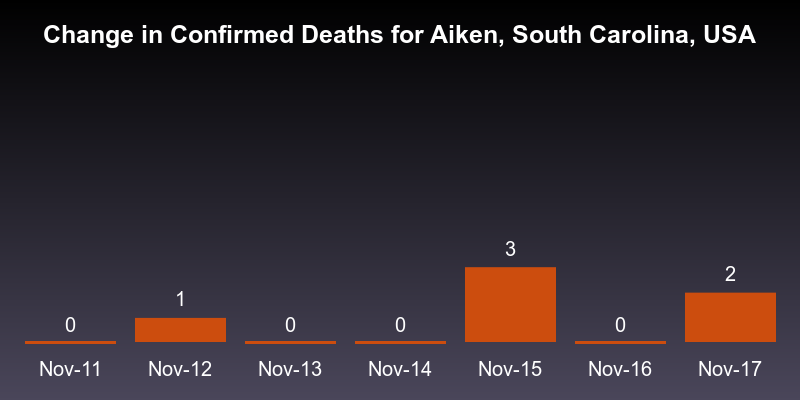 Change in Confirmed Deaths for Aiken, South Carolina, USA
0 1 0 0 3 0 2
Nov-11 Nov-12 Nov-13 Nov-14 Nov-15 Nov-16 Nov-17